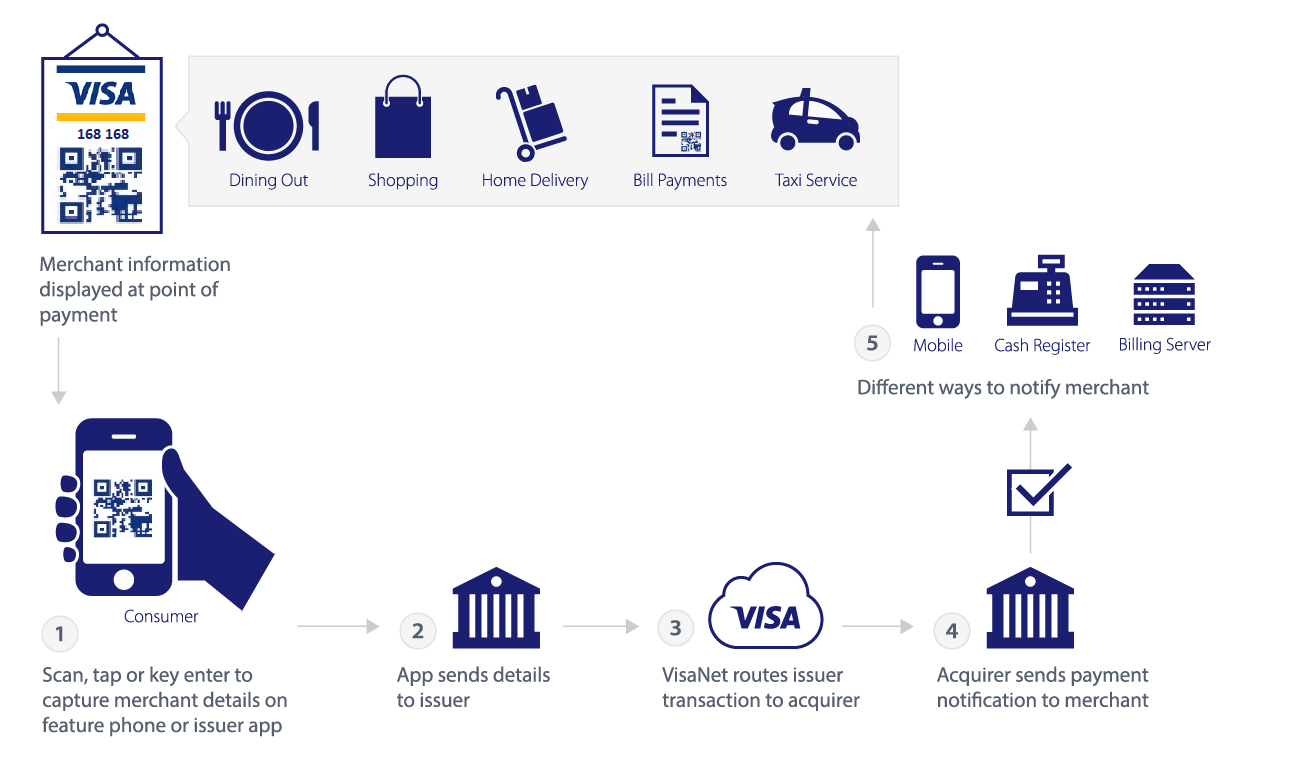 VISA
168 168
Dining Out
Shopping
Home Delivery
Bill Payments
Taxi Service
Merchant information
displayed at point of
payment
5
Mobile
Cash Register
Billing Server
Different ways to notify merchant
Consumer
1
Scan, tap or key enter to
capture merchant details on
feature phone or issuer app
2
App sends details
to issuer
3
VISA
VisaNet routes issuer
transaction to acquirer
4
Acquirer sends payment
notification to merchant